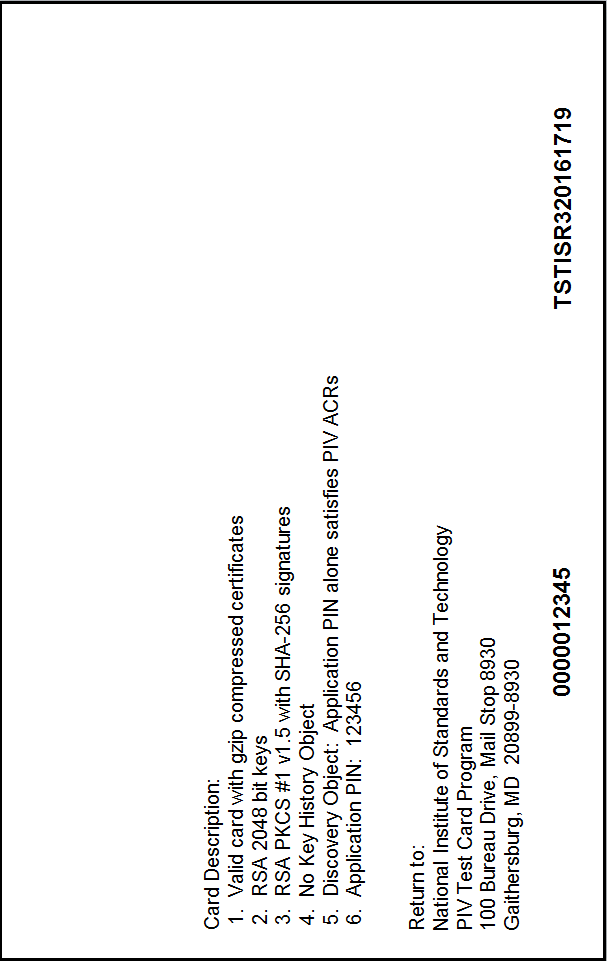 Card Description:
1. Valid card with gzip compressed certificates
2. RSA 2048 bit keys
3. RSA PKCS #1 v1.5 with SHA-256 signatures
4. No Key History Object
5. Discovery Object: Application PIN alone satisfies PIV ACRs
6. Application PIN: 123456
Return to:
National Institute of Standards and Technology
PIV Test Card Program
100 Bureau Drive, Mail Stop 8930
Gaithersburg, MD 20899-8930
0000012345 TSTISR320161719